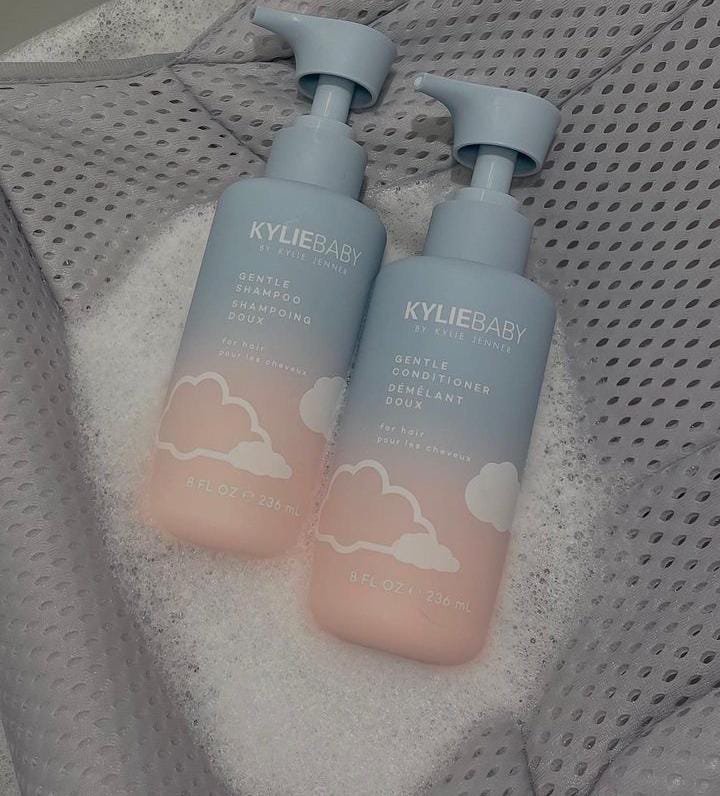 KYLIEBABY
BY KYLIE JENNER
GENTLE
SHAMPOO
SHAMPOING
DOUX
for hair
pour les cheveux
8 FL OZ ℮ 236 mL
KYLIEBABY
BY KYLIE JENNER
GENTLE
CONDITIONER
DÉMÊLANT
DOUX
for hair
pour les cheveux
8 FL OZ ℮ 236 mL